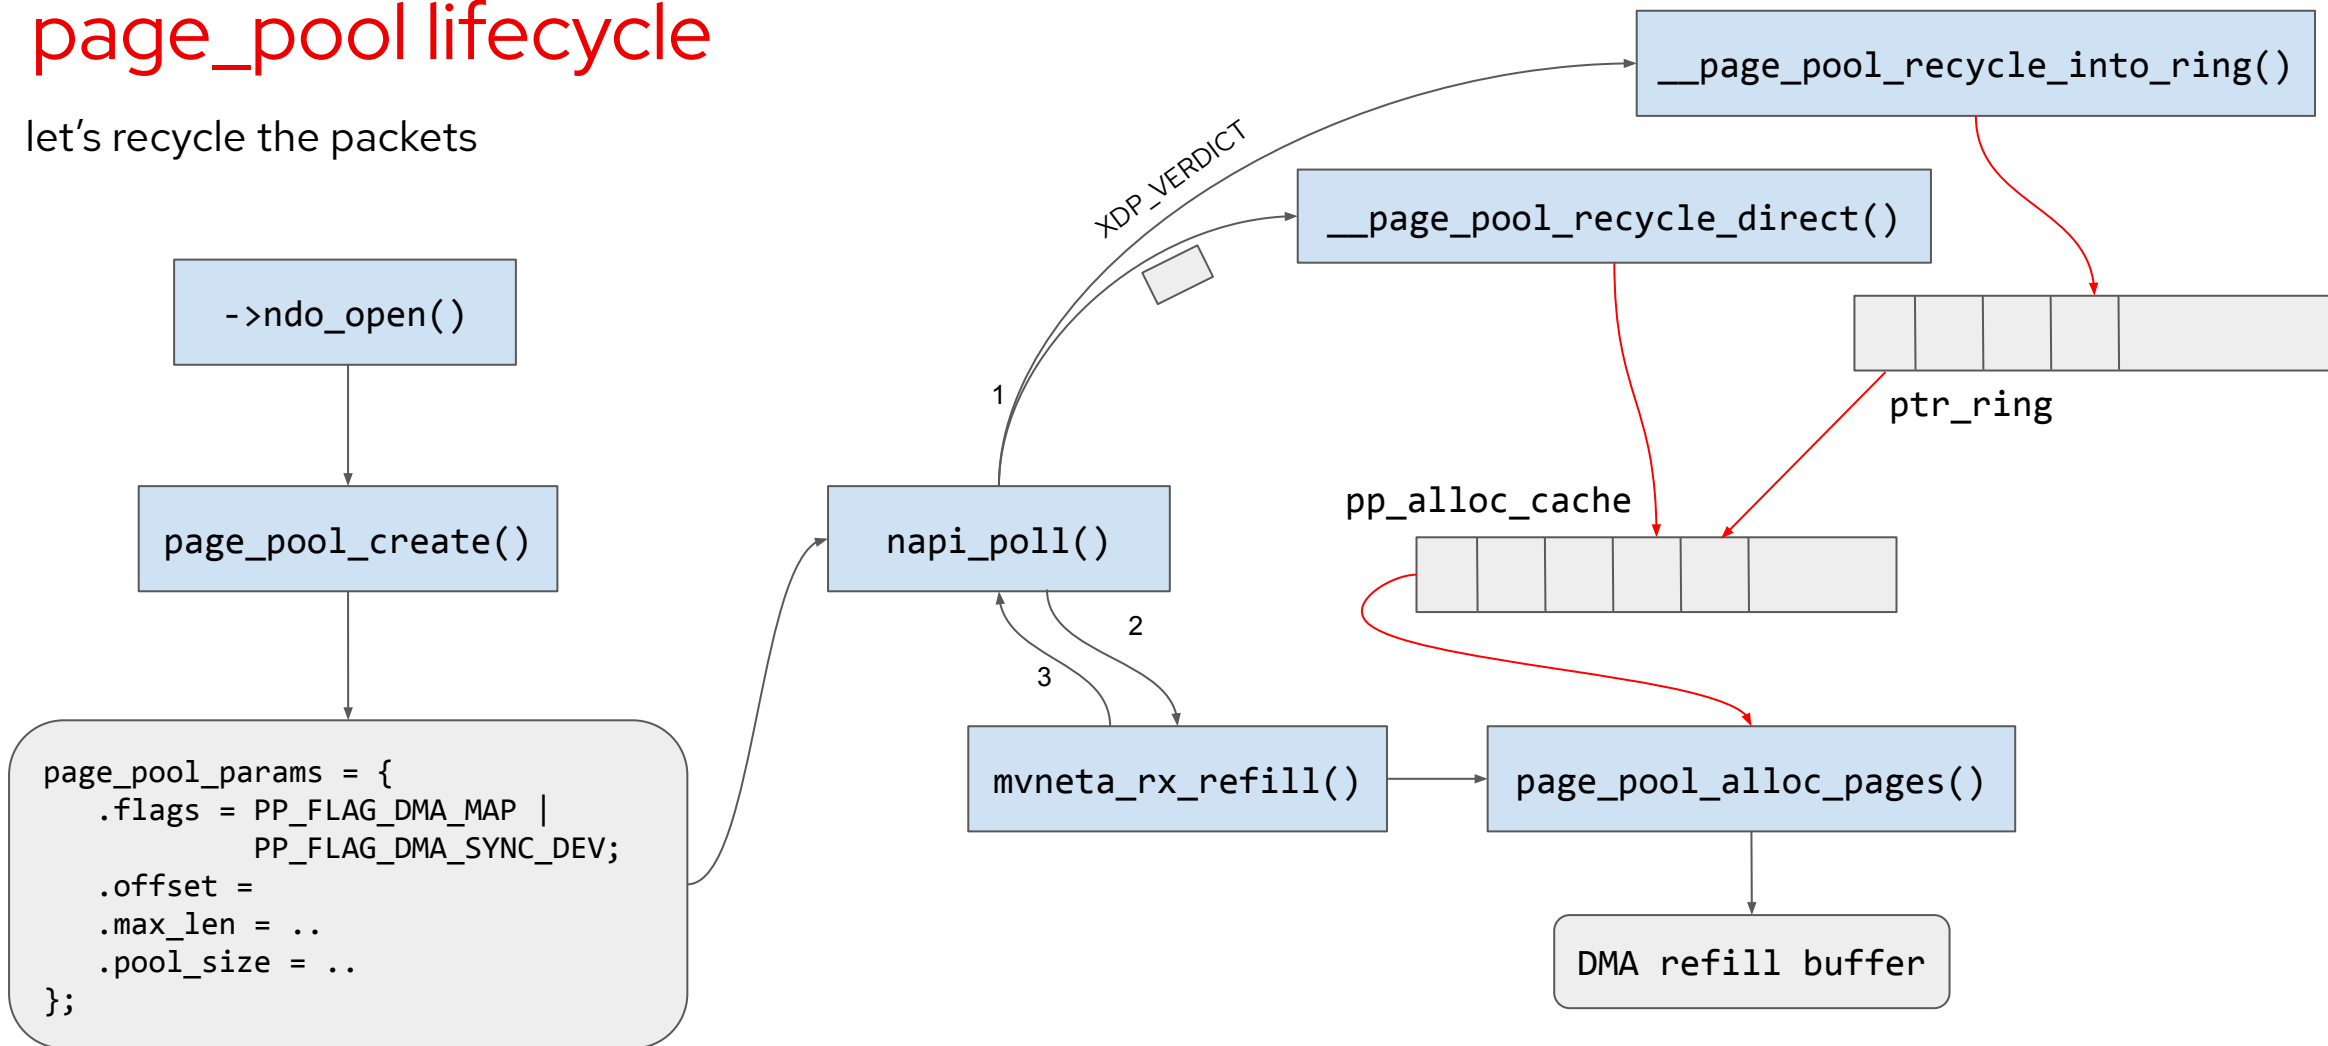 page_pool lifecycle
let's recycle the packets
->ndo_open()
page_pool_create()
page_pool_params = {
.flags = PP_FLAG_DMA_MAP |
PP_FLAG_DMA_SYNC_DEV;
.offset =
.max_len = ..
.pool_size = ..
};
napi_poll()
1
XDP_VERDICT
__page_pool_recycle_into_ring()
__page_pool_recycle_direct()
ptr_ring
pp_alloc_cache
2
3
mvneta_rx_refill()
page_pool_alloc_pages()
DMA refill buffer